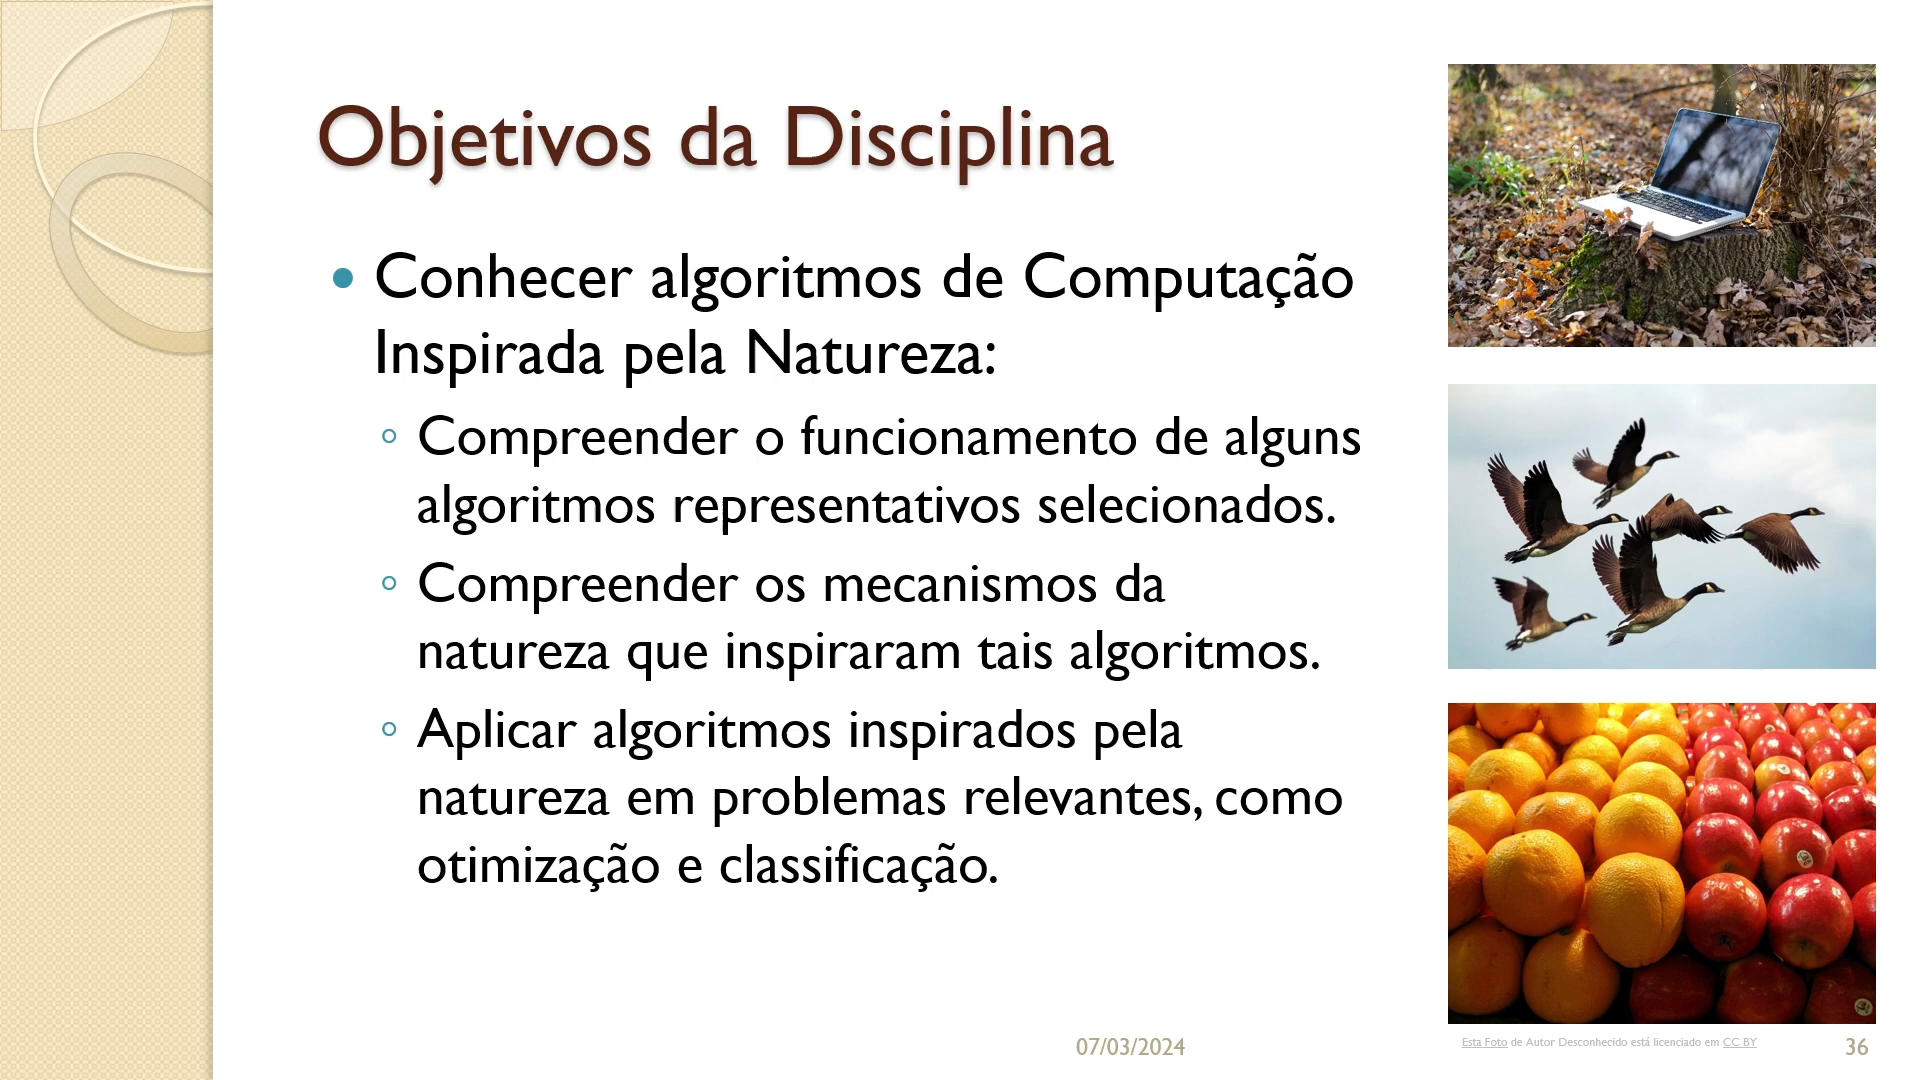 Objetivos da Disciplina
• Conhecer algoritmos de Computação
Inspirada pela Natureza:
◦ Compreender o funcionamento de alguns
algoritmos representativos selecionados.
◦ Compreender os mecanismos da
natureza que inspiraram tais algoritmos.
◦ Aplicar algoritmos inspirados pela
natureza em problemas relevantes, como
otimização e classificação.
07/03/2024
Esta Foto de Autor Desconhecido está licenciado em CC BY
36